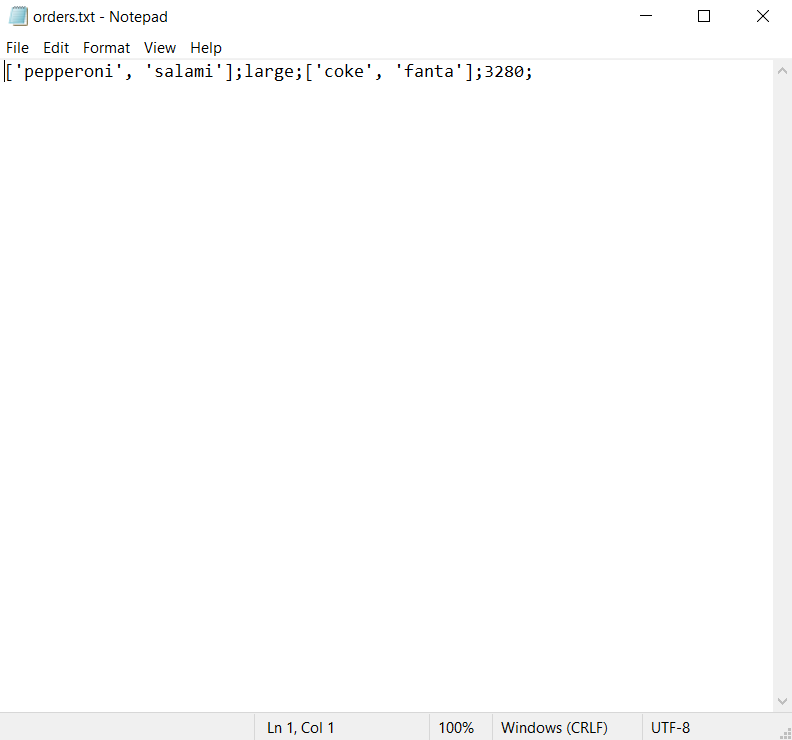 orders.txt - Notepad
File Edit Format View Help
['pepperoni', 'salami'];large;['coke', 'fanta'];3280;
Ln 1, Col 1 100% Windows (CRLF) UTF-8